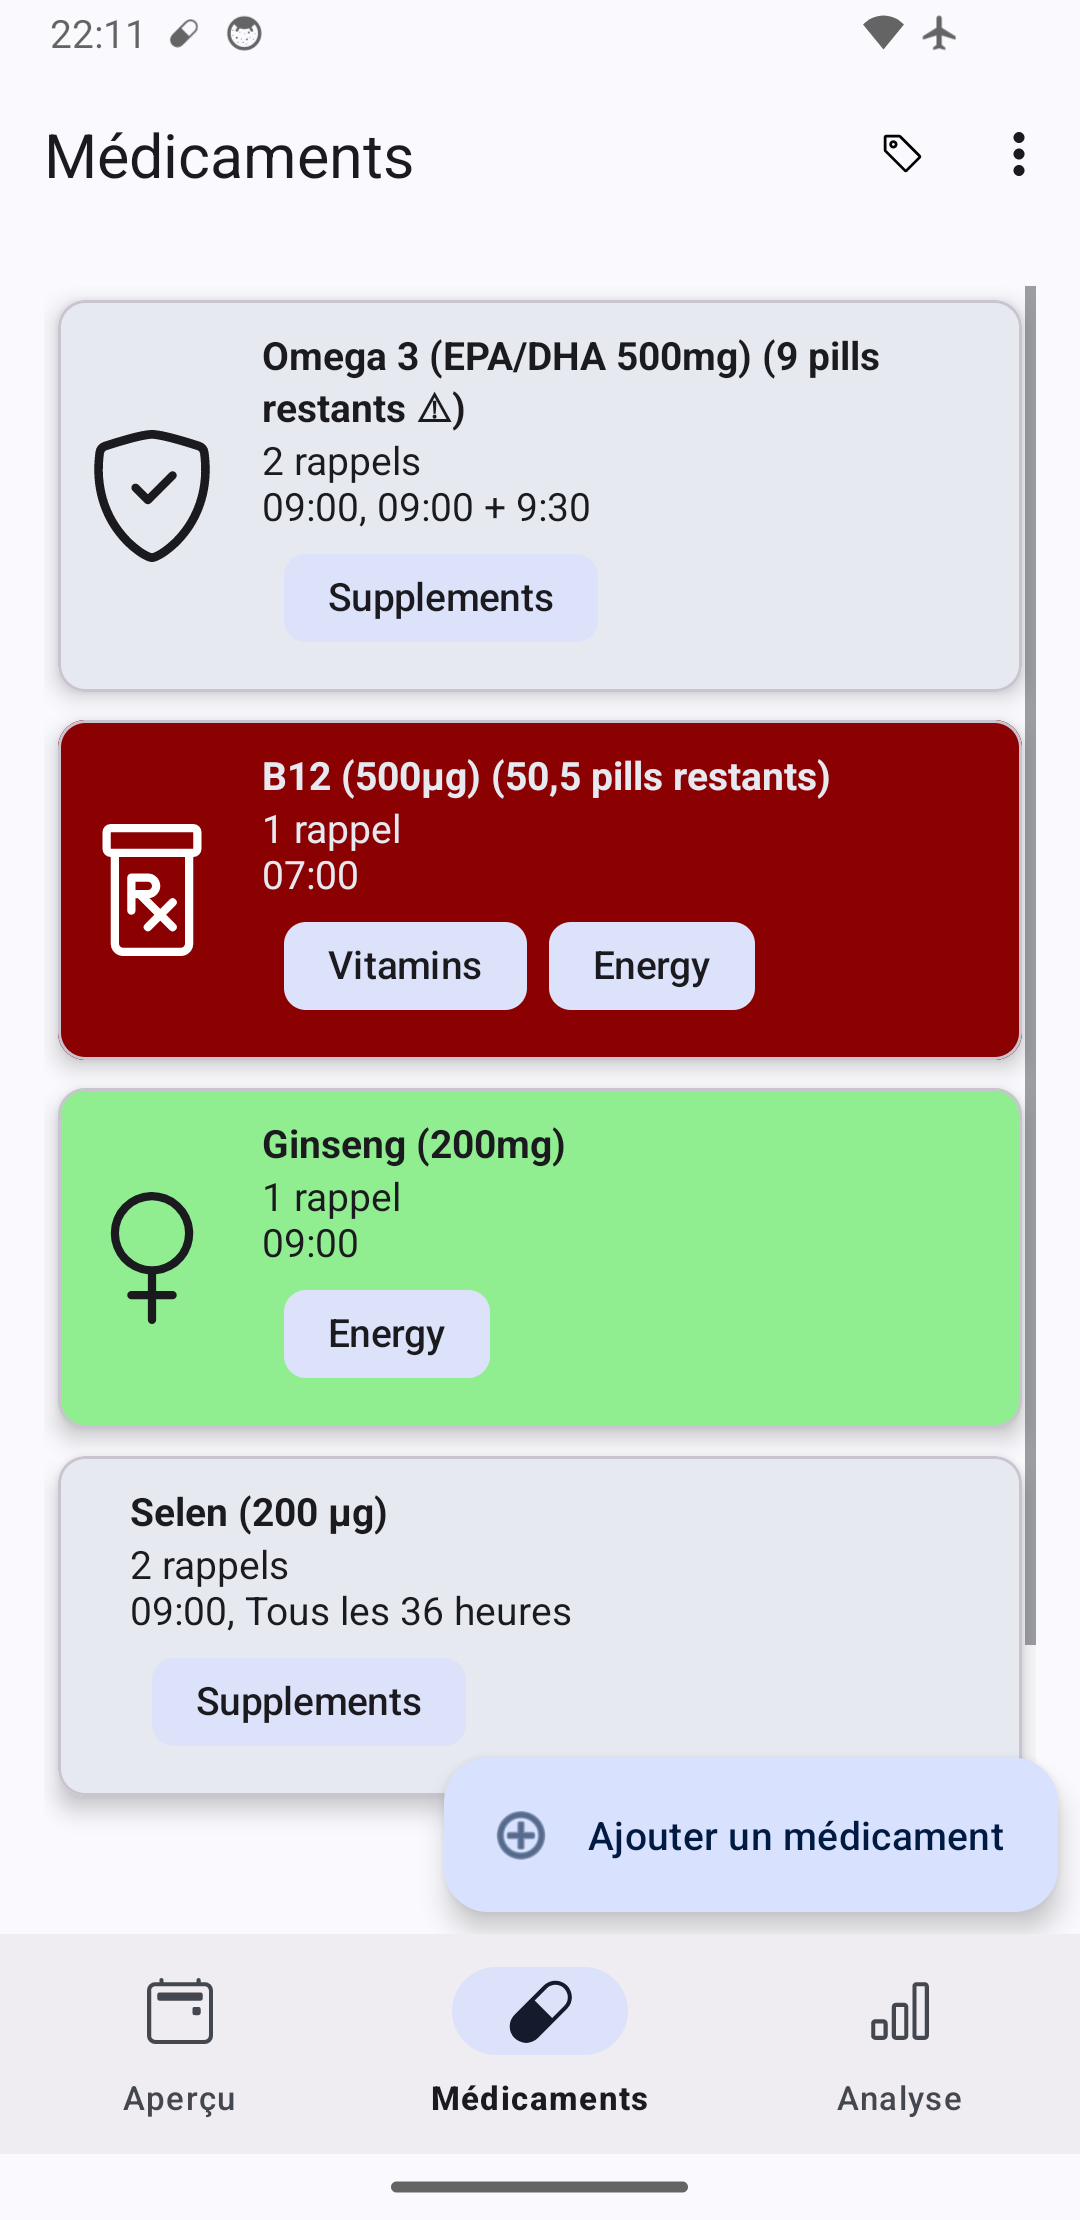 22:11
Médicaments
Omega 3 (EPA/DHA 500mg) (9 pills
restants ⚠)
2 rappels
09:00, 09:00 + 9:30
Supplements
B12 (500µg) (50,5 pills restants)
1 rappel
07:00
Vitamins Energy
Ginseng (200mg)
1 rappel
09:00
Energy
Selen (200 µg)
2 rappels
09:00, Tous les 36 heures
Supplements
Ajouter un médicament
Aperçu Médicaments Analyse